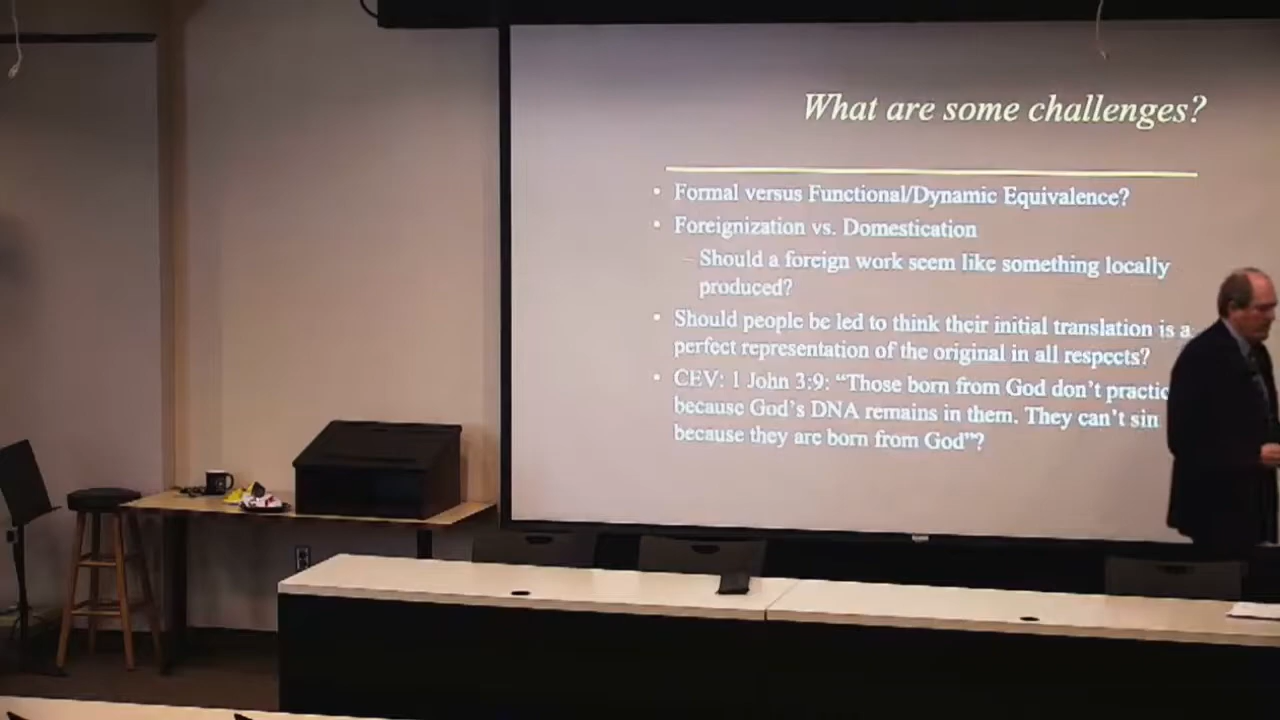 What are some challenges?
• Formal versus Functional/Dynamic Equivalence?
• Foreignization vs. Domestication
– Should a foreign work seem like something locally
produced?
• Should people be led to think their initial translation is a
perfect representation of the original in all respects?
• CEV: 1 John 3:9: “Those born from God don’t practic
because God’s DNA remains in them. They can’t sin
because they are born from God”?